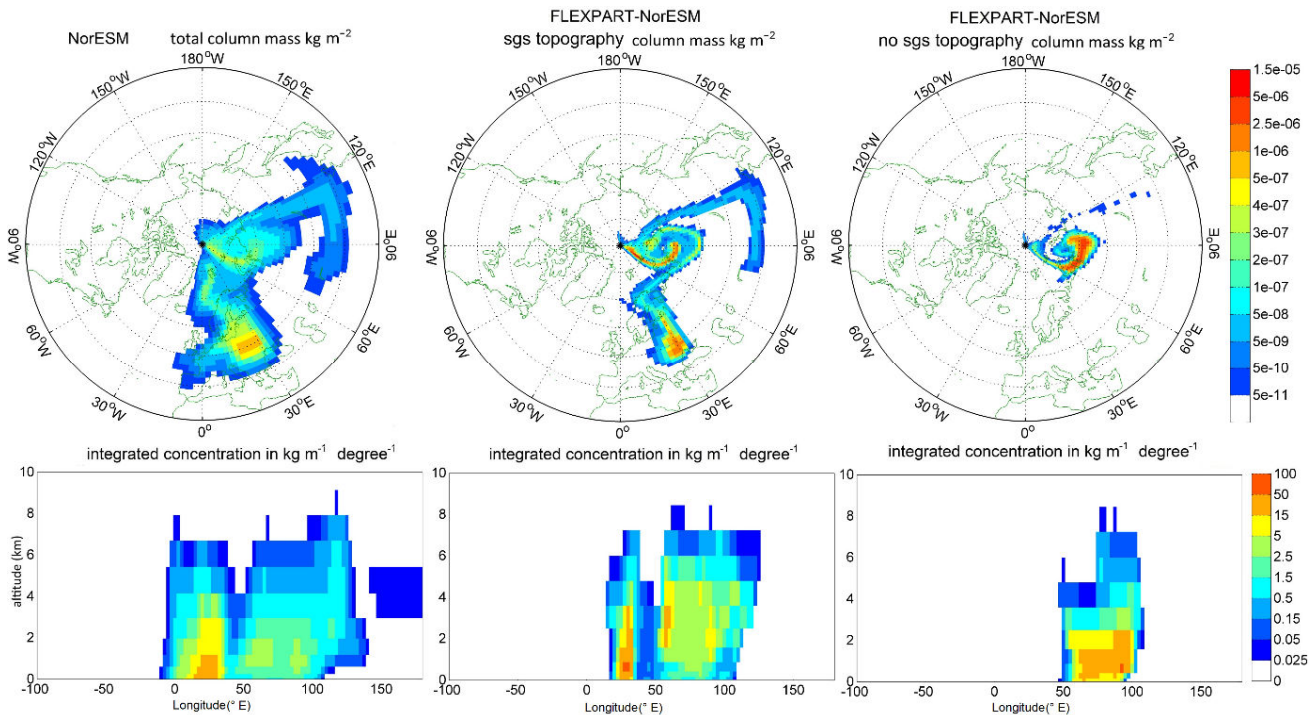 FLEXPART-NorESM
FLEXPART-NorESM
NorESM total column mass kg m⁻²
sgs topography column mass kg m⁻²
no sgs topography column mass kg m⁻²
180°W
150°W
150°E
120°W
120°E
90°W
90°E
60°W
60°E
30°W
30°E
0°
180°W
150°W
150°E
120°W
120°E
90°W
90°E
60°W
60°E
30°W
30°E
0°
180°W
150°W
150°E
120°W
120°E
90°W
90°E
60°W
60°E
30°W
30°E
0°
1.5e-05
5e-06
2.5e-06
1e-06
5e-07
4e-07
3e-07
1e-07
5e-08
5e-09
5e-10
5e-11
integrated concentration in kg m⁻¹ degree⁻¹
integrated concentration in kg m⁻¹ degree⁻¹
integrated concentration in kg m⁻¹ degree⁻¹
altitude (km)
10
8
6
4
2
0
-100 -50 0 50 100 150
Longitude(° E)
10
8
6
4
2
0
-100 -50 0 50 100 150
Longitude(° E)
10
8
6
4
2
0
-100 -50 0 50 100 150
Longitude(° E)
100
50
15
5
2.5
1.5
0.5
0.15
0.05
0.025
0